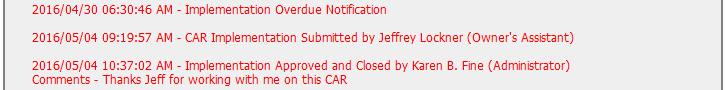 2016/04/30 06:30:46 AM - Implementation Overdue Notification
2016/05/04 09:19:57 AM - CAR Implementation Submitted by Jeffrey Lockner (Owner's Assistant)
2016/05/04 10:37:02 AM - Implementation Approved and Closed by Karen B. Fine (Administrator)
Comments - Thanks Jeff for working with me on this CAR